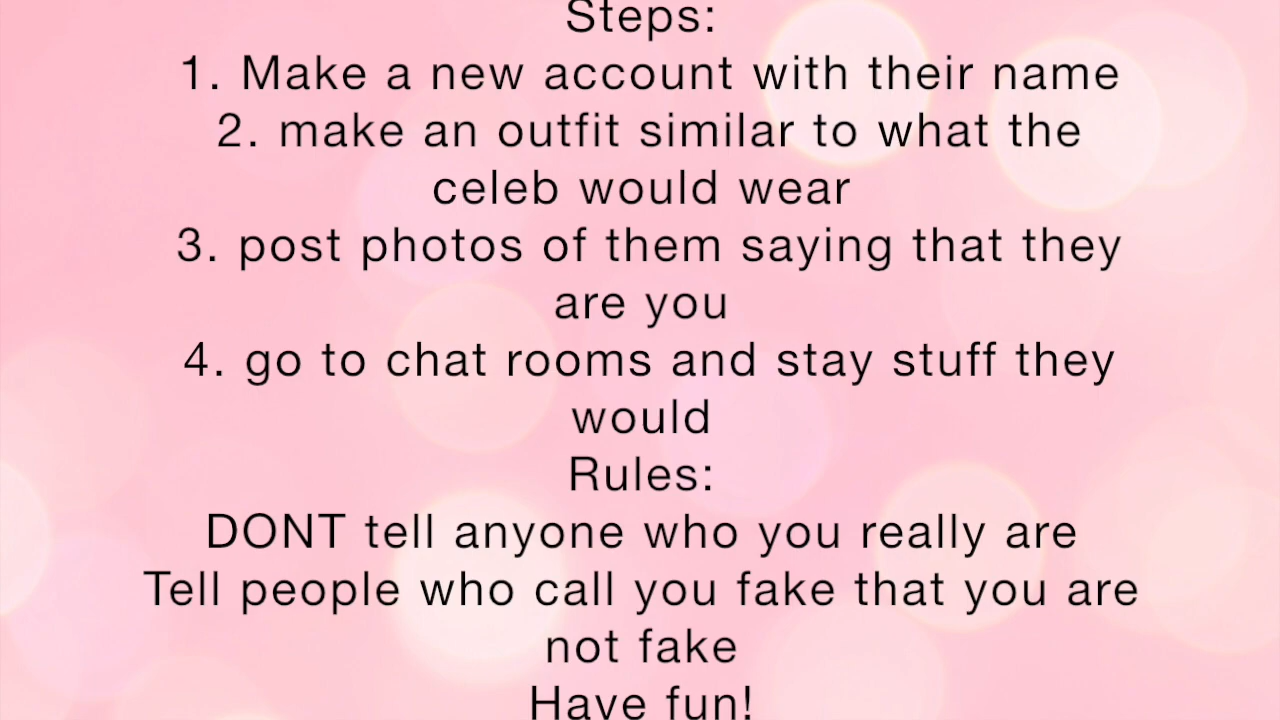 Steps:
1. Make a new account with their name
2. make an outfit similar to what the
celeb would wear
3. post photos of them saying that they
are you
4. go to chat rooms and stay stuff they
would
Rules:
DONT tell anyone who you really are
Tell people who call you fake that you are
not fake
Have fun!